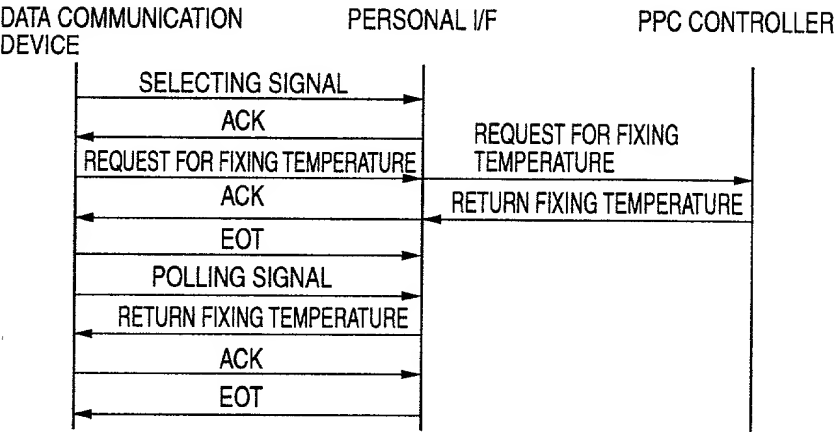 DATA COMMUNICATION
DEVICE
PERSONAL I/F
PPC CONTROLLER
SELECTING SIGNAL
ACK
REQUEST FOR FIXING TEMPERATURE
REQUEST FOR FIXING
TEMPERATURE
ACK
RETURN FIXING TEMPERATURE
EOT
POLLING SIGNAL
RETURN FIXING TEMPERATURE
ACK
EOT